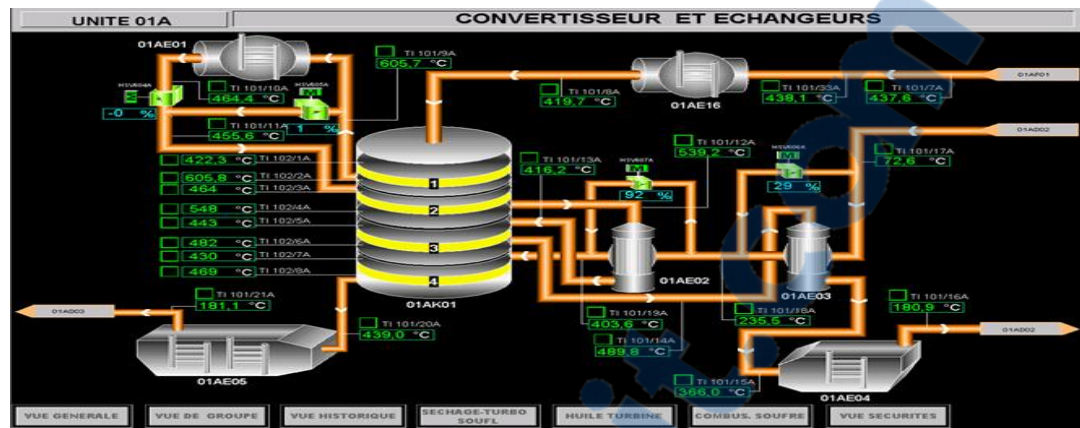 UNITE 01A
CONVERTISSEUR ET ECHANGEURS
01AE01
TI 101/9A
605,7 °C
HSV604A
TI 101/10A
464,4 °C
HSV605A
-0 %
1 %
TI 101/11A
455,6 °C
TI 101/8A
419,7 °C
01AE16
TI 101/33A
438,1 °C
TI 101/7A
437,6 °C
01AF01
01AD02
TI 101/12A
539,2 °C
TI 101/17A
72,6 °C
TI 101/13A
416,2 °C
HSV607A
92 %
HSV606A
29 %
422,3 °C TI 102/1A
605,8 °C TI 102/2A
464 °C TI 102/3A
548 °C TI 102/4A
443 °C TI 102/5A
482 °C TI 102/6A
430 °C TI 102/7A
469 °C TI 102/8A
1
2
3
4
01AK01
01AE02
01AE03
TI 101/21A
181,1 °C
01AD03
TI 101/20A
439,0 °C
01AE05
TI 101/19A
403,6 °C
TI 101/14A
489,8 °C
TI 101/18A
235,5 °C
TI 101/16A
180,9 °C
01AD02
TI 101/15A
366,0 °C
01AE04
VUE GENERALE
VUE DE GROUPE
VUE HISTORIQUE
SECHAGE-TURBO
SOUFL
HUILE TURBINE
COMBUS. SOUFRE
VUE SECURITES